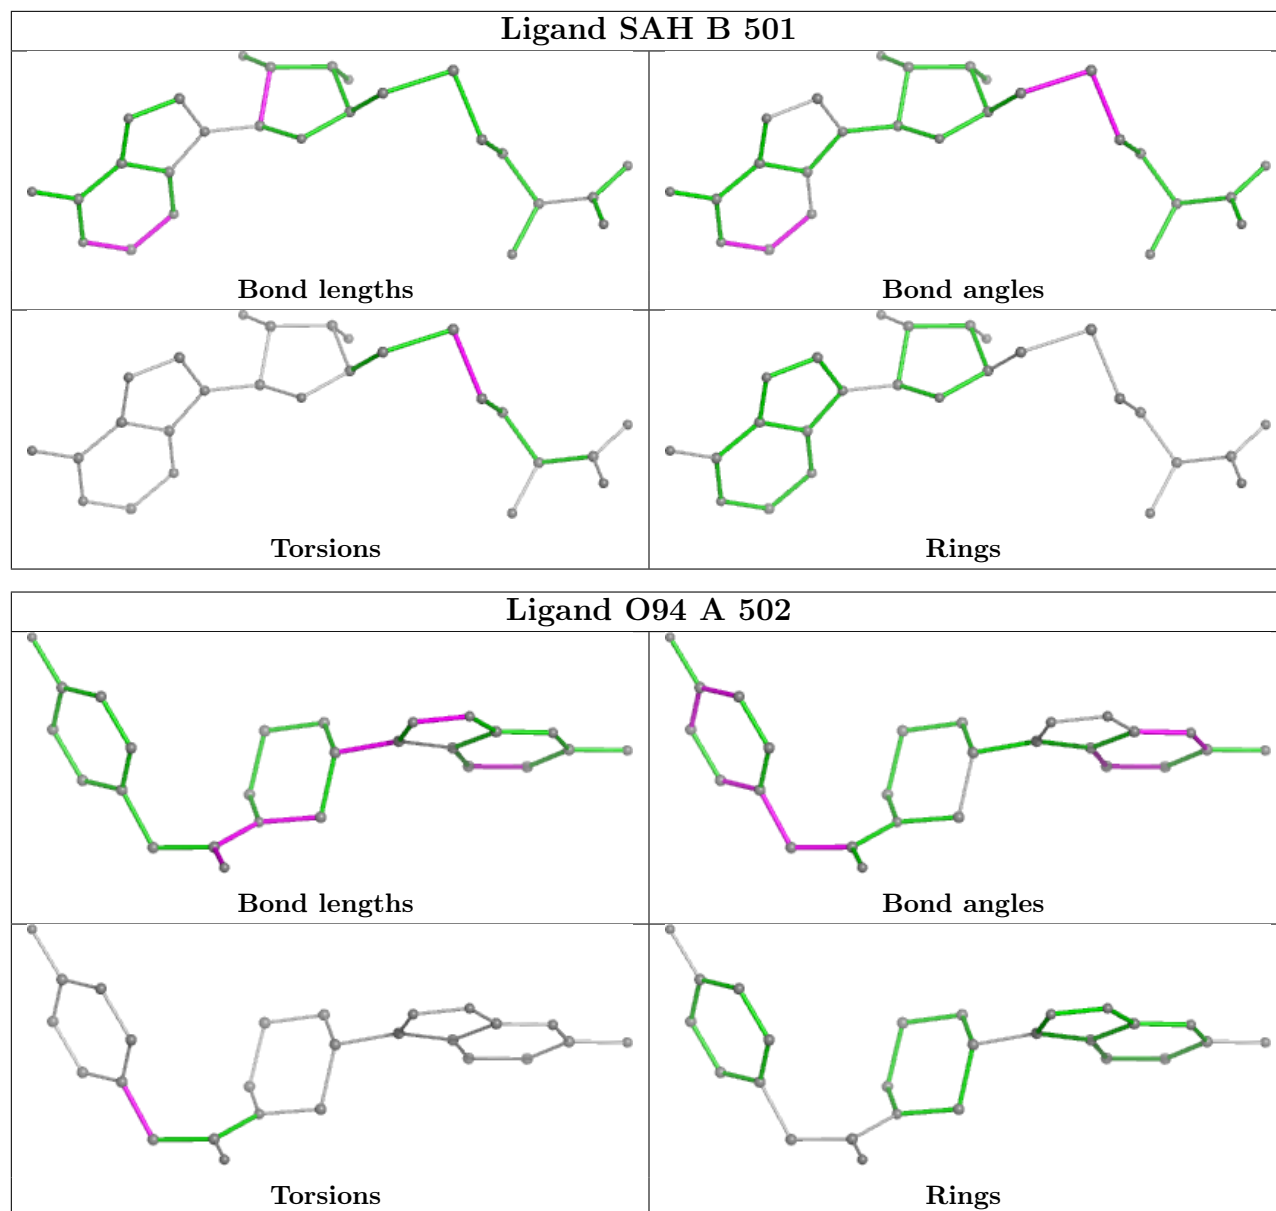 Ligand SAH B 501
Bond lengths
Bond angles
Torsions
Rings
Ligand O94 A 502
Bond lengths
Bond angles
Torsions
Rings